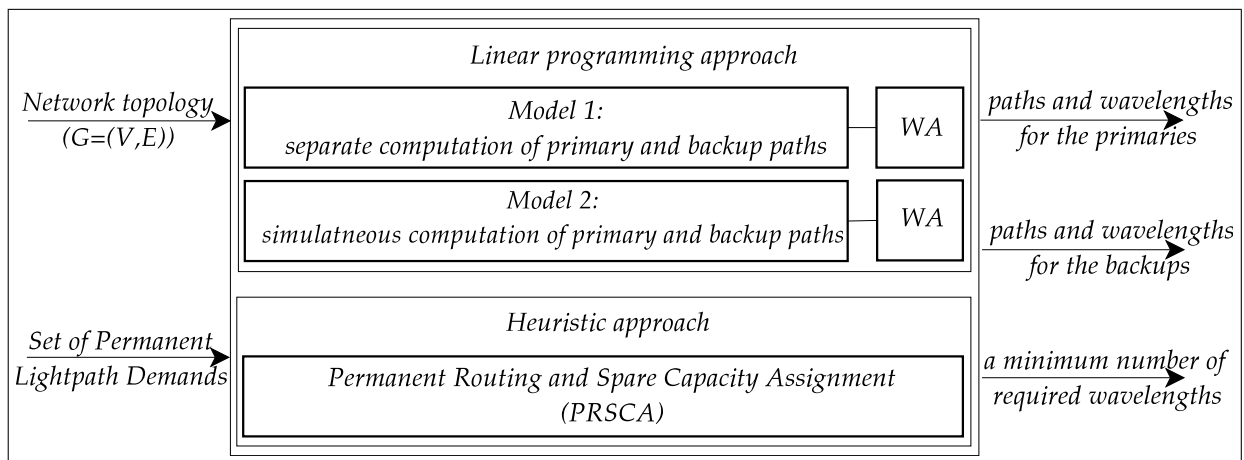 Linear programming approach
Network topology
(G=(V,E))
Model 1:
separate computation of primary and backup paths
WA
paths and wavelengths
for the primaries
Model 2:
simulatneous computation of primary and backup paths
WA
paths and wavelengths
for the backups
Heuristic approach
Set of Permanent
Lightpath Demands
Permanent Routing and Spare Capacity Assignment
(PRSCA)
a minimum number of
required wavelengths